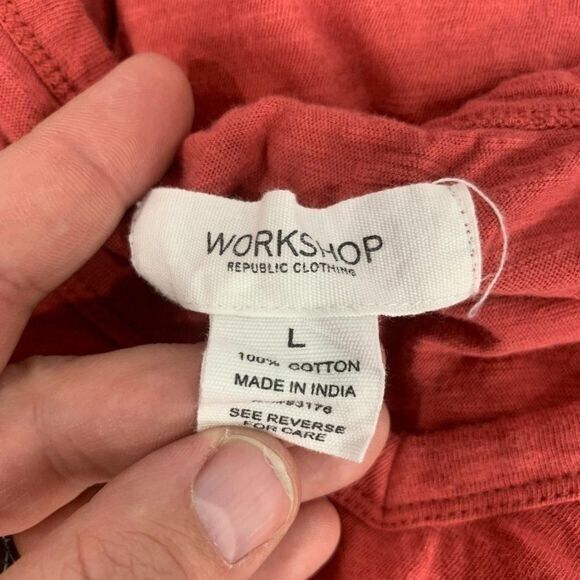 WORKSHOP
REPUBLIC CLOTHING
L
100% COTTON
MADE IN INDIA
SEE REVERSE
FOR CARE